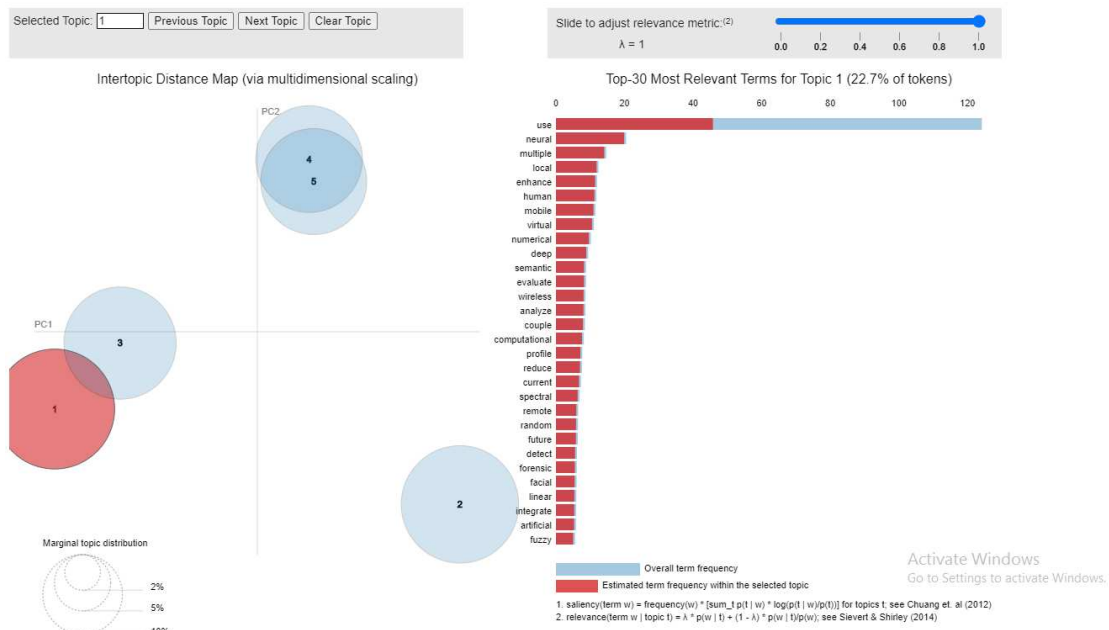 Selected Topic: 1 Previous Topic Next Topic Clear Topic
Slide to adjust relevance metric:(2)
λ = 1
0.0 0.2 0.4 0.6 0.8 1.0
Intertopic Distance Map (via multidimensional scaling)
PC2
4
5
PC1
3
1
2
Marginal topic distribution
2%
5%
10%
Top-30 Most Relevant Terms for Topic 1 (22.7% of tokens)
0 20 40 60 80 100 120
use
neural
multiple
local
enhance
human
mobile
virtual
numerical
deep
semantic
evaluate
wireless
analyze
couple
computational
profile
reduce
current
spectral
remote
random
future
detect
forensic
facial
linear
integrate
artificial
fuzzy
Overall term frequency
Estimated term frequency within the selected topic
1. saliency(term w) = frequency(w) * [sum_t p(t | w) * log(p(t | w)/p(t))] for topics t; see Chuang et. al (2012)
2. relevance(term w | topic t) = λ * p(w | t) + (1 - λ) * p(w | t)/p(w); see Sievert & Shirley (2014)
Activate Windows
Go to Settings to activate Windows.